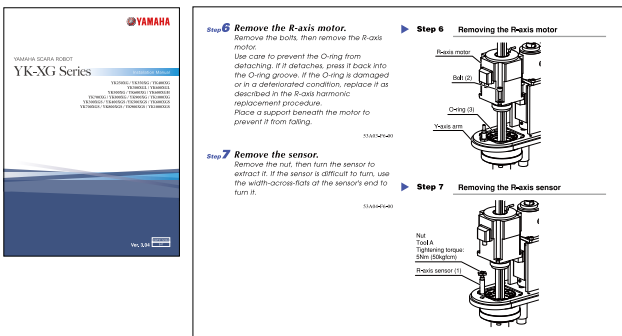 YAMAHA
YAMAHA SCARA ROBOT
YK-XG Series
Installation Manual
Ver. 3.04
Step 6 Remove the R-axis motor.
Remove the bolts, then remove the R-axis
motor.
Use care to prevent the O-ring from
detaching. If it detaches, press it back into
the O-ring groove. If the O-ring is damaged
or in a deteriorated condition, replace it as
described in the R-axis harmonic
replacement procedure.
Place a support beneath the motor to
prevent it from falling.
53A03-F6-00
Step 7 Remove the sensor.
Remove the nut, then turn the sensor to
extract it. If the sensor is difficult to turn, use
the width-across-flats at the sensor's end to
turn it.
53A04-F6-00
Step 6 Removing the R-axis motor
R-axis motor
Bolt (2)
O-ring (3)
Y-axis arm
Step 7 Removing the R-axis sensor
Nut
Tool A
Tightening torque:
5Nm (50kgfcm)
R-axis sensor (1)